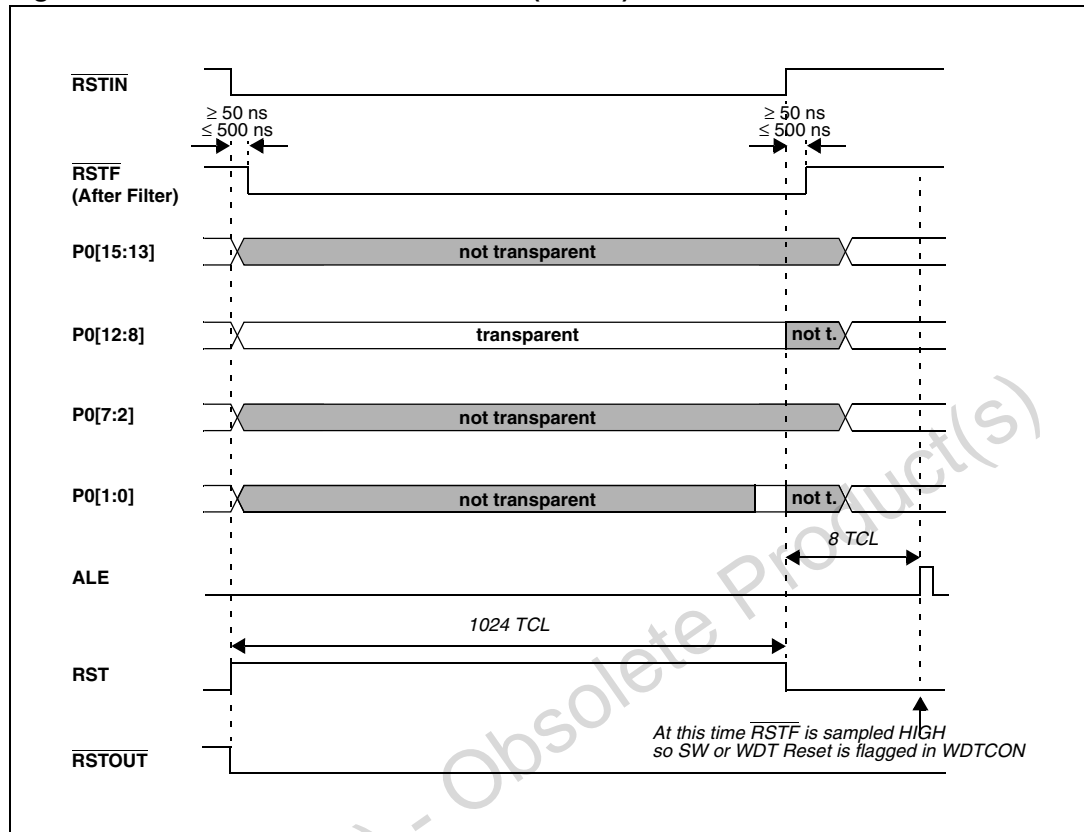 RSTIN
≥ 50 ns
≤ 500 ns
≥ 50 ns
≤ 500 ns
RSTF
(After Filter)
P0[15:13]
not transparent
P0[12:8]
transparent
not t.
P0[7:2]
not transparent
P0[1:0]
not transparent
not t.
8 TCL
ALE
1024 TCL
RST
At this time RSTF is sampled HIGH
so SW or WDT Reset is flagged in WDTCON
RSTOUT
) - Obsolete Product(s)